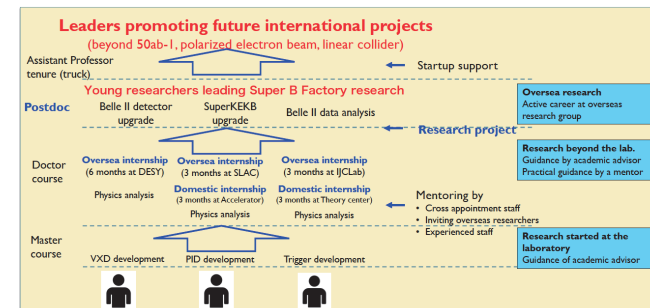 Leaders promoting future international projects
(beyond 50ab-1, polarized electron beam, linear collider)
Assistant Professor
tenure (truck)
Startup support
Young researchers leading Super B Factory research
Postdoc
Belle II detector
upgrade
SuperKEKB
upgrade
Belle II data analysis
Research project
Oversea research
Active career at overseas
research group
Doctor
course
Oversea internship
(6 months at DESY)
Physics analysis
Oversea internship
(3 months at SLAC)
Domestic internship
(3 months at Accelerator)
Physics analysis
Oversea internship
(3 months at IJCLab)
Domestic internship
(3 months at Theory center)
Physics analysis
Mentoring by
• Cross appointment staff
• Inviting overseas researchers
• Experienced staff
Research beyond the lab.
Guidance by academic advisor
Practical guidance by a mentor
Master
course
VXD development
PID development
Trigger development
Research started at the
laboratory
Guidance of academic advisor